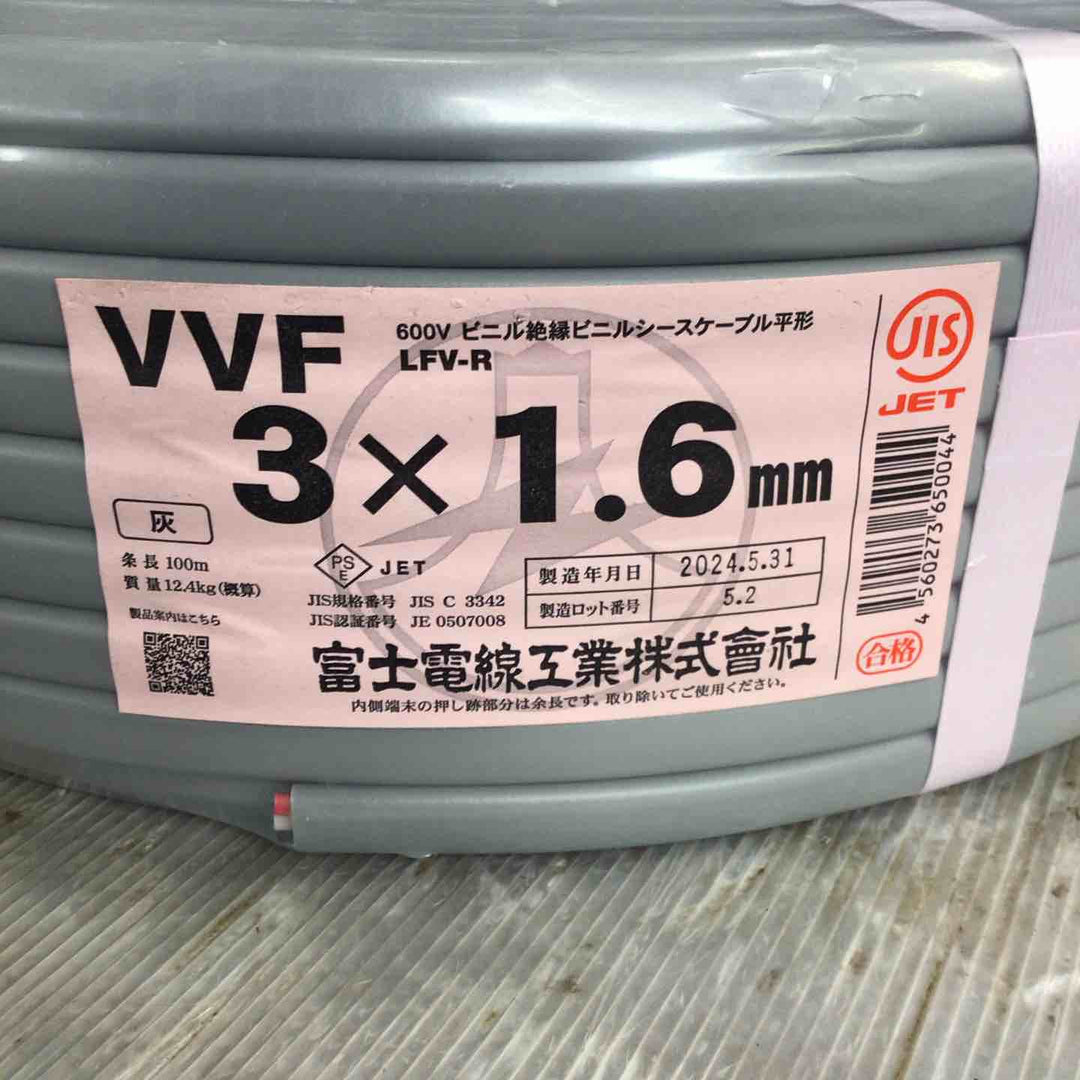 VVF
600V ビニル絶縁ビニルシースケーブル平形
LFV-R
3×1.6mm
灰
条長100m
質量12.4kg(概算)
製品案内はこちら
PS
E
JET
JIS規格番号 JIS C 3342
JIS認証番号 JE 0507008
製造年月日 2024.5.31
製造ロット番号 5.2
富士電線工業株式會社
内側端末の押し跡部分は余長です。取り除いてご使用ください。
JIS
JET
4 560273 650044
合格